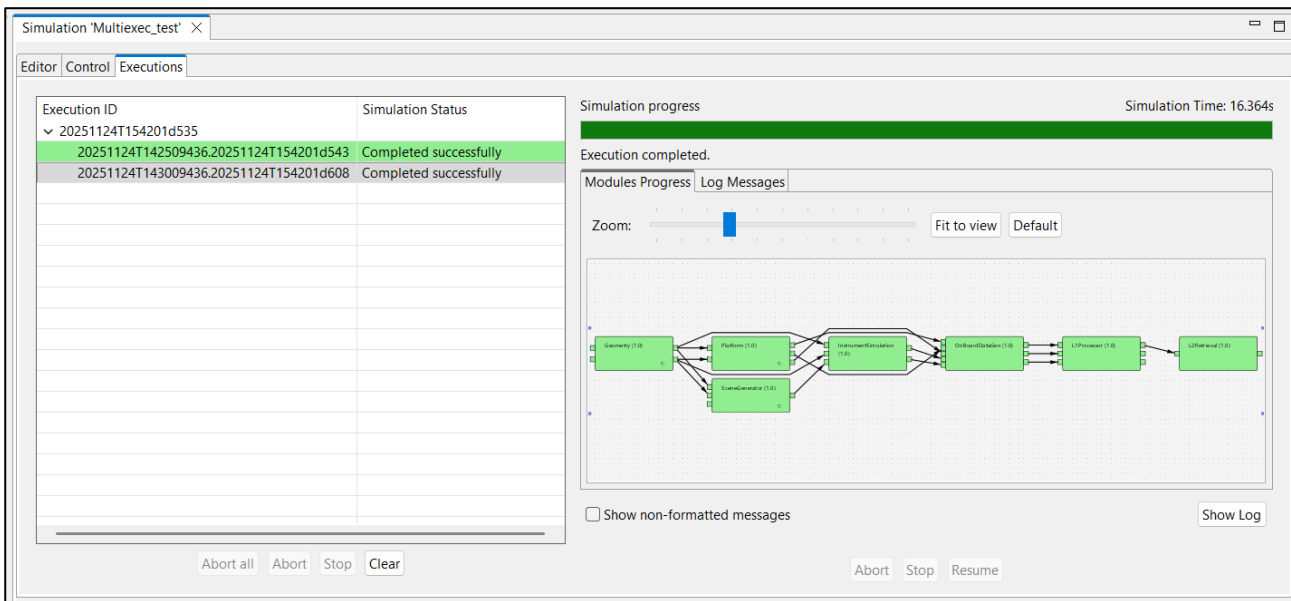 Simulation 'Multiexec_test'
Editor Control Executions
Execution ID Simulation Status
20251124T154201d535
20251124T142509436.20251124T154201d543 Completed successfully
20251124T143009436.20251124T154201d608 Completed successfully
Abort all Abort Stop Clear
Simulation progress Simulation Time: 16.364s
Execution completed.
Modules Progress Log Messages
Zoom: Fit to view Default
Geometry (1.0)
Platform (1.0)
InstrumentSimulation
(1.0)
OnBoardDataGen (1.0)
L1Processor (1.0)
L2Retrieval (1.0)
SceneGenerator (1.0)
Show non-formatted messages Show Log
Abort Stop Resume